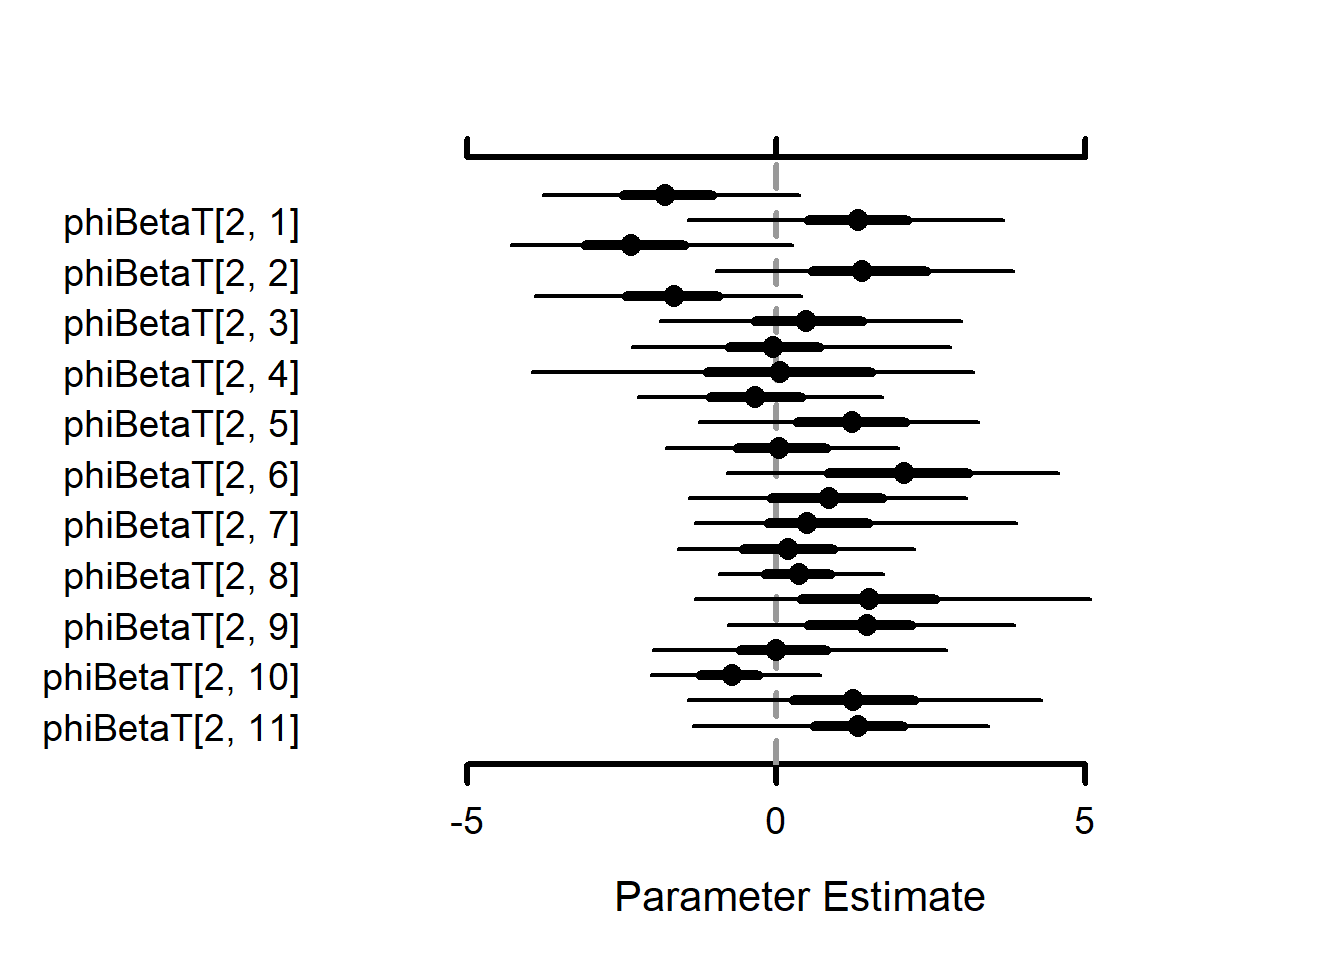 phiBetaT[2, 1]
phiBetaT[2, 2]
phiBetaT[2, 3]
phiBetaT[2, 4]
phiBetaT[2, 5]
phiBetaT[2, 6]
phiBetaT[2, 7]
phiBetaT[2, 8]
phiBetaT[2, 9]
phiBetaT[2, 10]
phiBetaT[2, 11]
-5 0 5
Parameter Estimate